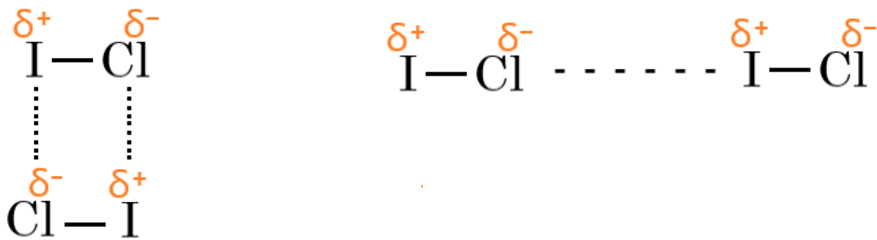 δ+ δ−
I — Cl
δ− δ+
Cl — I
δ+ δ− δ+ δ−
I — Cl - - - - - - I — Cl